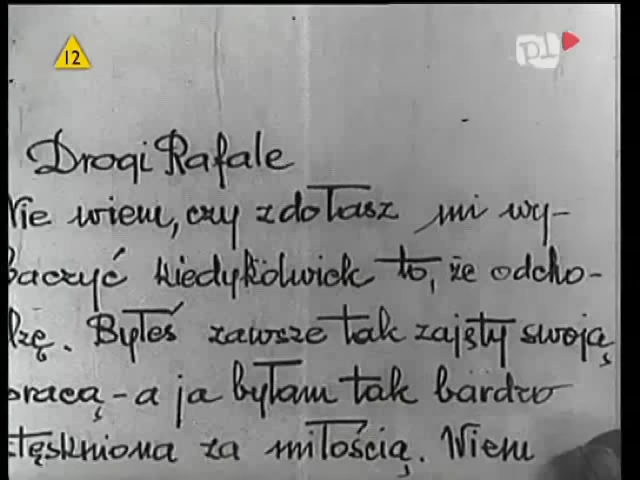 12
pl
Drogi Rafale
Nie wiem, czy zdołasz mi wy-
baczyć kiedykolwiek to, że odcho-
dzę. Byłeś zawsze tak zajęty swoją
pracą - a ja byłam tak bardzo
stęskniona za miłością. Wiem